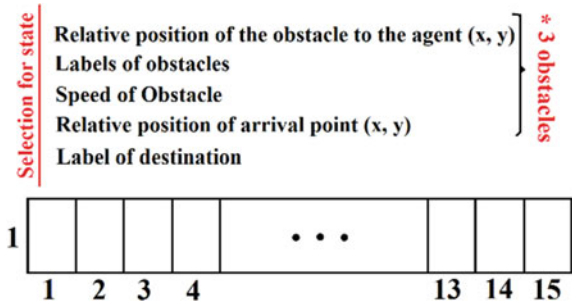 Selection for state
Relative position of the obstacle to the agent (x, y)
Labels of obstacles
Speed of Obstacle
Relative position of arrival point (x, y)
Label of destination
* 3 obstacles
1
• • •
1 2 3 4 13 14 15